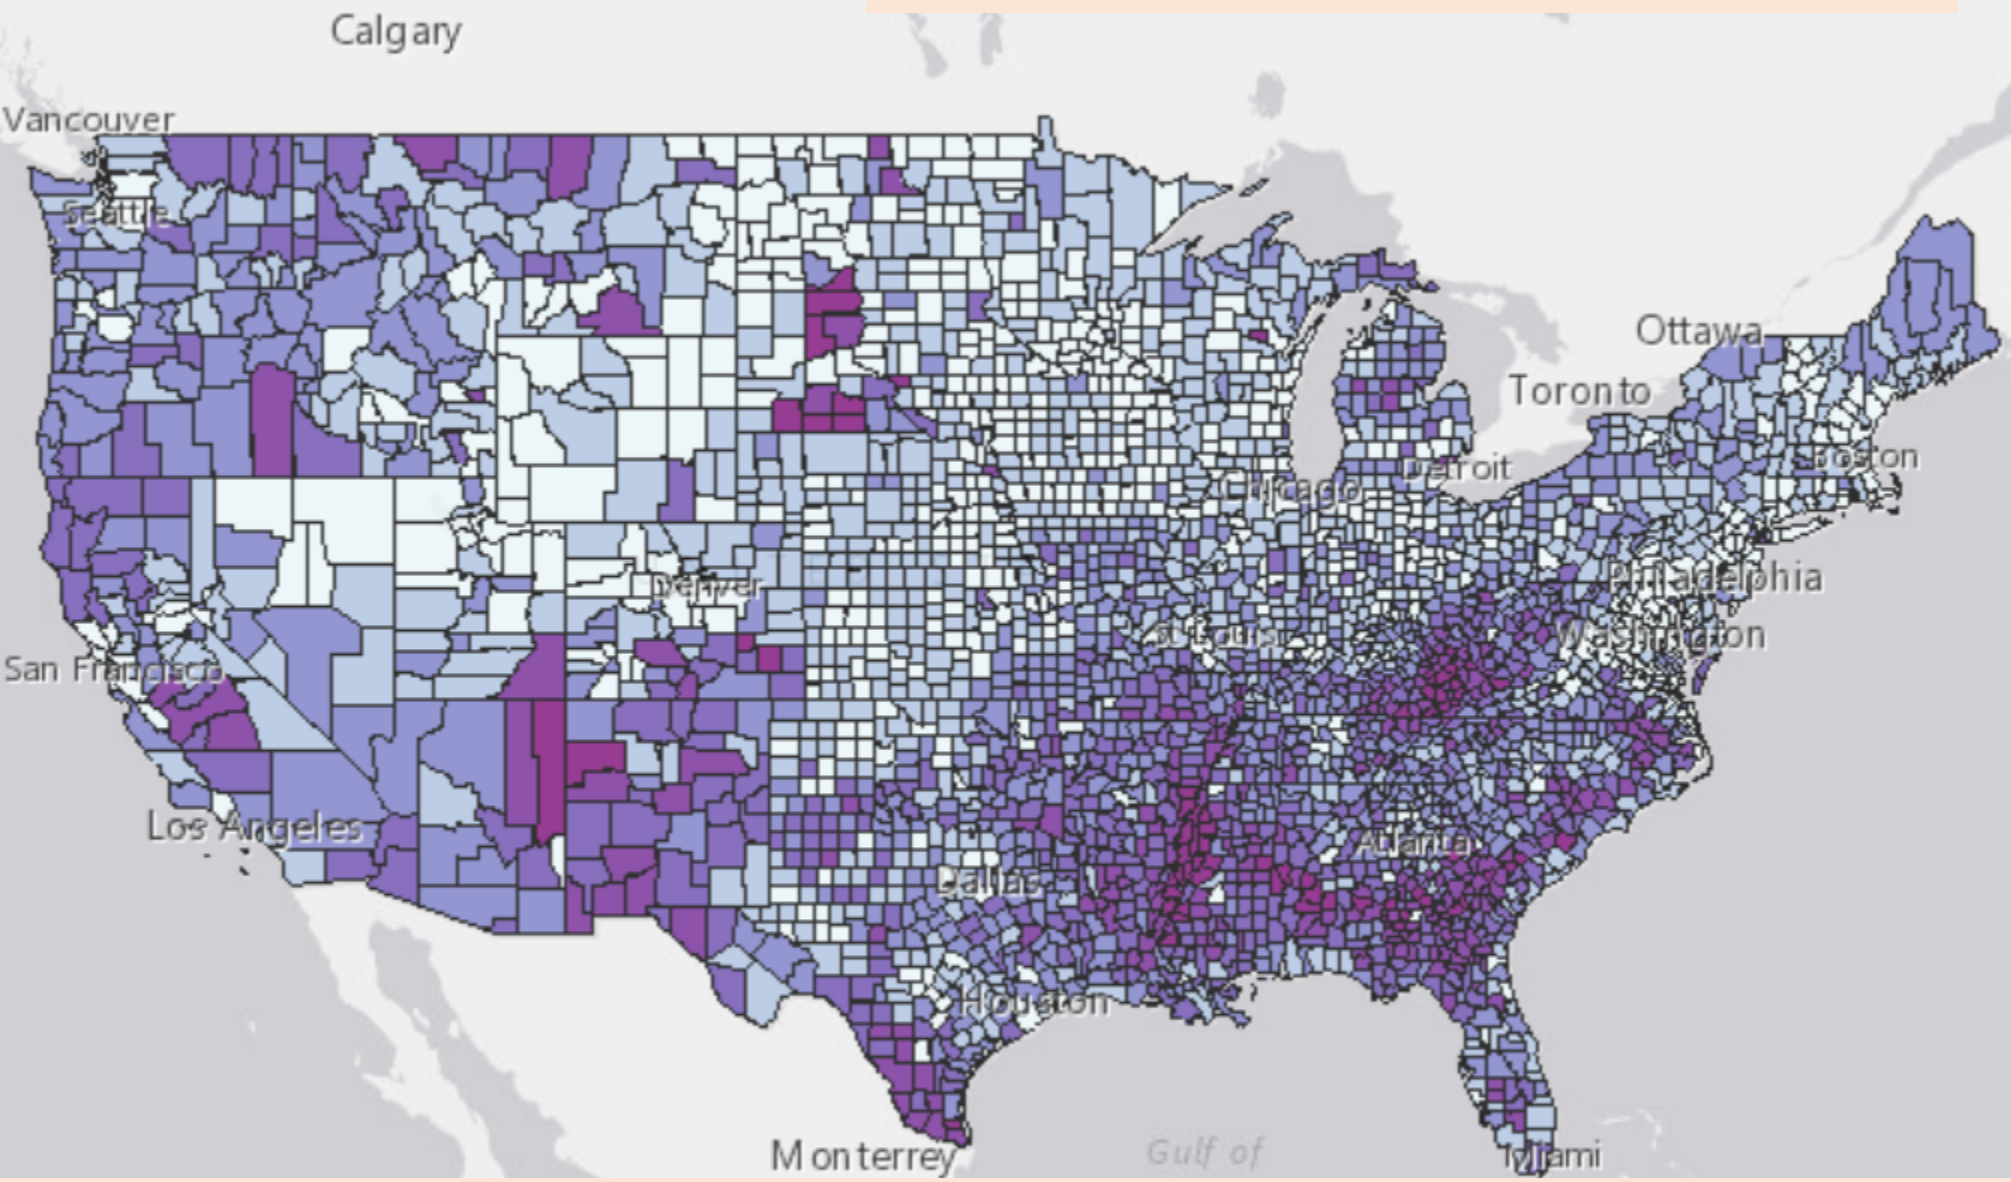 Calgary
Vancouver
Seattle
Ottawa
Toronto
Boston
Detroit
Chicago
Philadelphia
Denver
Washington
St Louis
San Francisco
Los Angeles
Atlanta
Dallas
Houston
Monterrey
Gulf of
Miami